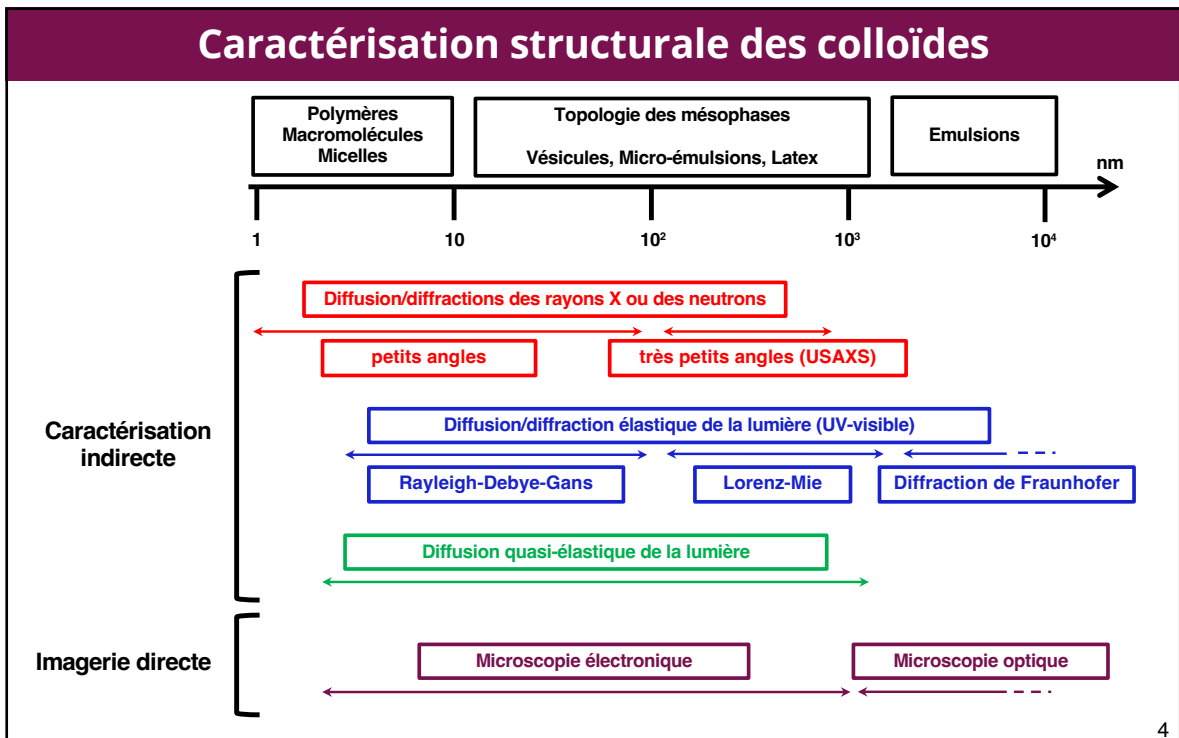 Caractérisation structurale des colloïdes
Polymères
Macromolécules
Micelles
Topologie des mésophases
Vésicules, Micro-émulsions, Latex
Emulsions
nm
1
10
10²
10³
10⁴
Diffusion/diffractions des rayons X ou des neutrons
petits angles
très petits angles (USAXS)
Caractérisation
indirecte
Diffusion/diffraction élastique de la lumière (UV-visible)
Rayleigh-Debye-Gans
Lorenz-Mie
Diffraction de Fraunhofer
Diffusion quasi-élastique de la lumière
Imagerie directe
Microscopie électronique
Microscopie optique
4